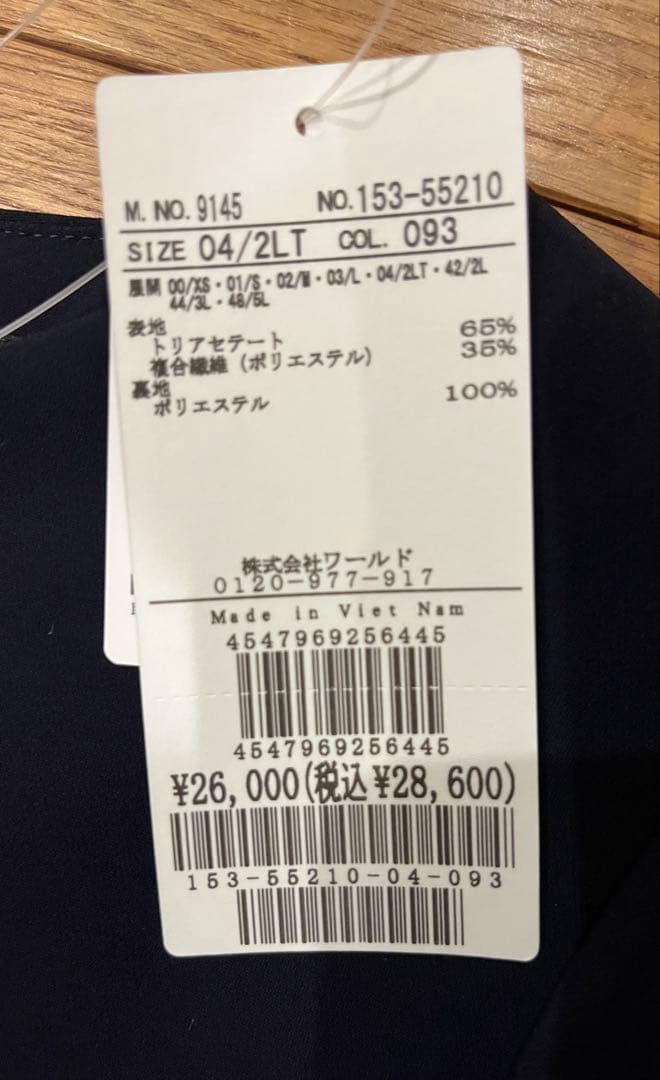 M. NO. 9145 NO. 153-55210
SIZE 04/2LT COL. 093
展開 00/XS・01/S・02/M・03/L・04/2LT・42/2L
44/3L・48/5L
表地
トリアセテート 65%
複合繊維(ポリエステル) 35%
裏地
ポリエステル 100%
株式会社ワールド
0120-977-917
Made in Viet Nam
4547969256445
4547969256445
¥26,000(税込¥28,600)
153-55210-04-093